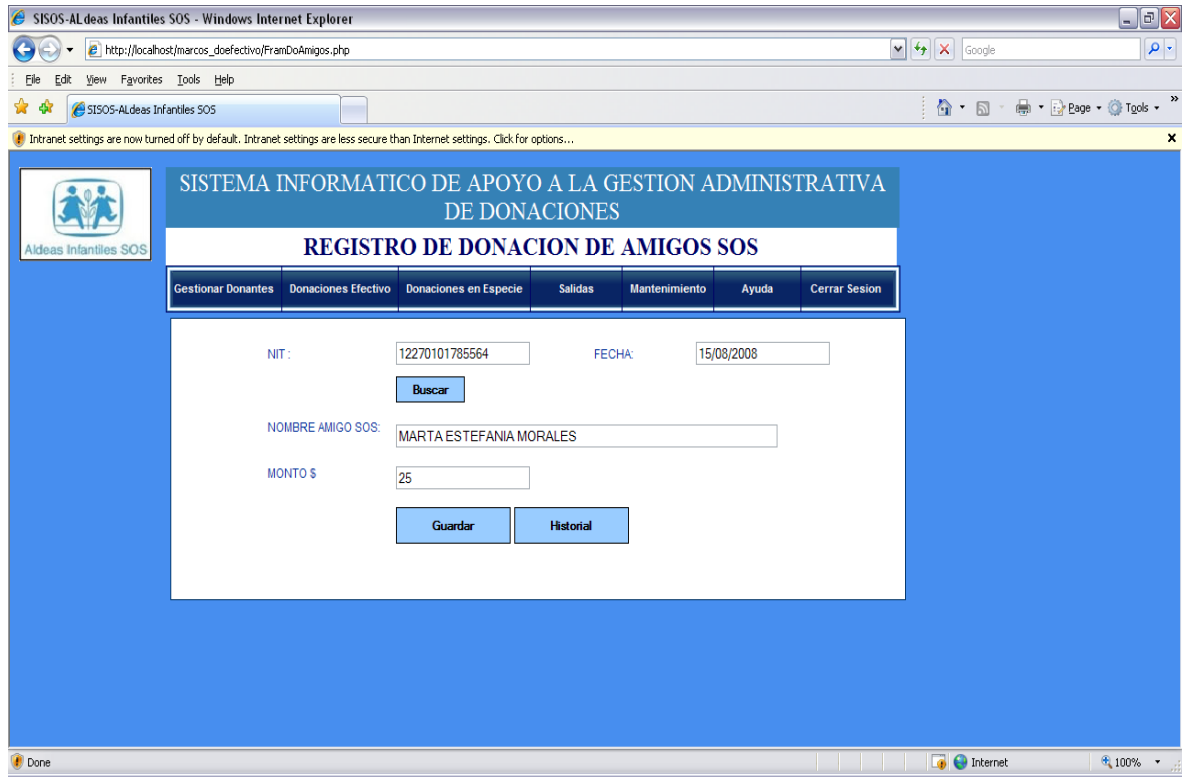 SISOS-ALdeas Infantiles SOS - Windows Internet Explorer
http://localhost/marcos_doefectivo/FramDoAmigos.php
Google
File Edit View Favorites Tools Help
SISOS-ALdeas Infantiles SOS
Page Tools
Intranet settings are now turned off by default. Intranet settings are less secure than Internet settings. Click for options...
Aldeas Infantiles SOS
SISTEMA INFORMATICO DE APOYO A LA GESTION ADMINISTRATIVA
DE DONACIONES
REGISTRO DE DONACION DE AMIGOS SOS
Gestionar Donantes Donaciones Efectivo Donaciones en Especie Salidas Mantenimiento Ayuda Cerrar Sesion
NIT : 12270101785564 FECHA: 15/08/2008
Buscar
NOMBRE AMIGO SOS: MARTA ESTEFANIA MORALES
MONTO $ 25
Guardar Historial
Done Internet 100%